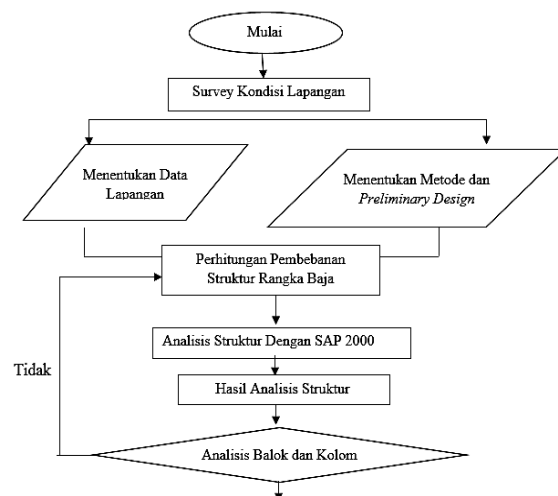 Mulai
Survey Kondisi Lapangan
Menentukan Data
Lapangan
Menentukan Metode dan
Preliminary Design
Perhitungan Pembebanan
Struktur Rangka Baja
Analisis Struktur Dengan SAP 2000
Tidak
Hasil Analisis Struktur
Analisis Balok dan Kolom